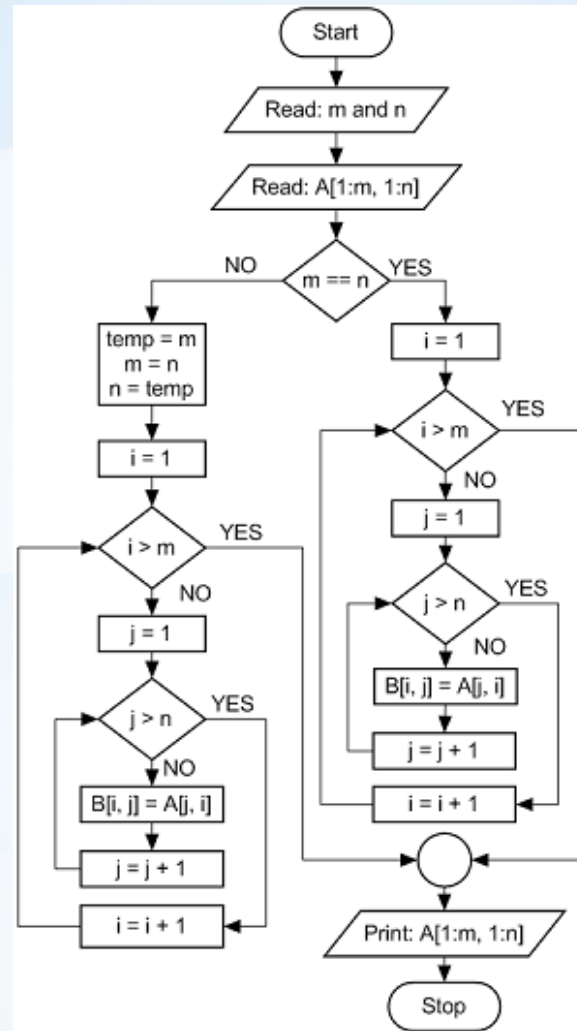 Start
Read: m and n
Read: A[1:m, 1:n]
m == n
NO
YES
temp = m
m = n
n = temp
i = 1
i > m
YES
NO
j = 1
j > n
YES
NO
B[i, j] = A[j, i]
j = j + 1
i = i + 1
i = 1
i > m
YES
NO
j = 1
j > n
YES
NO
B[i, j] = A[j, i]
j = j + 1
i = i + 1
Print: A[1:m, 1:n]
Stop